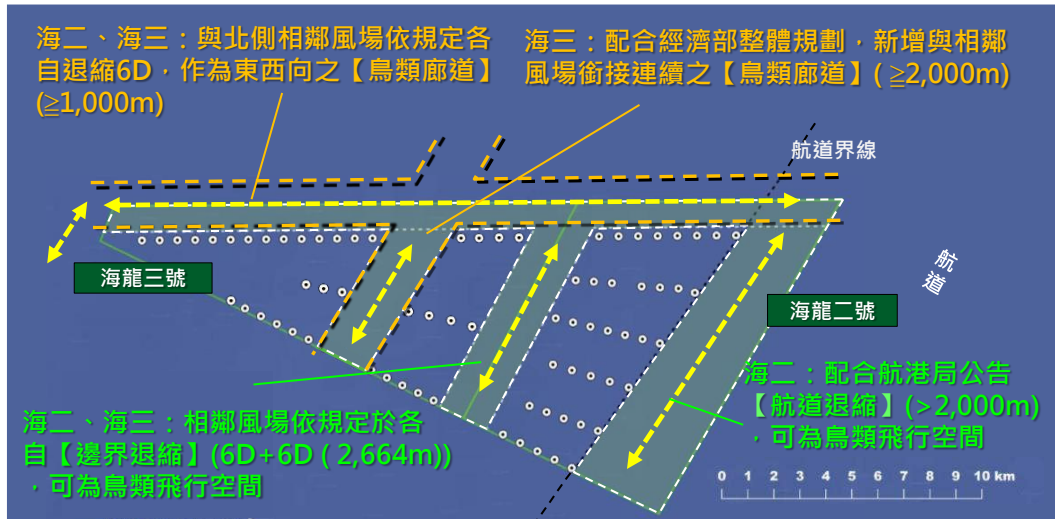 海二、海三：與北側相鄰風場依規定各
自退縮6D，作為東西向之【鳥類廊道】
(≧1,000m)
海三：配合經濟部整體規劃，新增與相鄰
風場銜接連續之【鳥類廊道】( ≧2,000m)
航道界線
航道
海龍三號
海龍二號
海二：配合航港局公告
【航道退縮】(>2,000m)
，可為鳥類飛行空間
海二、海三：相鄰風場依規定於各
自【邊界退縮】(6D+6D ( 2,664m))
，可為鳥類飛行空間
0 1 2 3 4 5 6 7 8 9 10 km